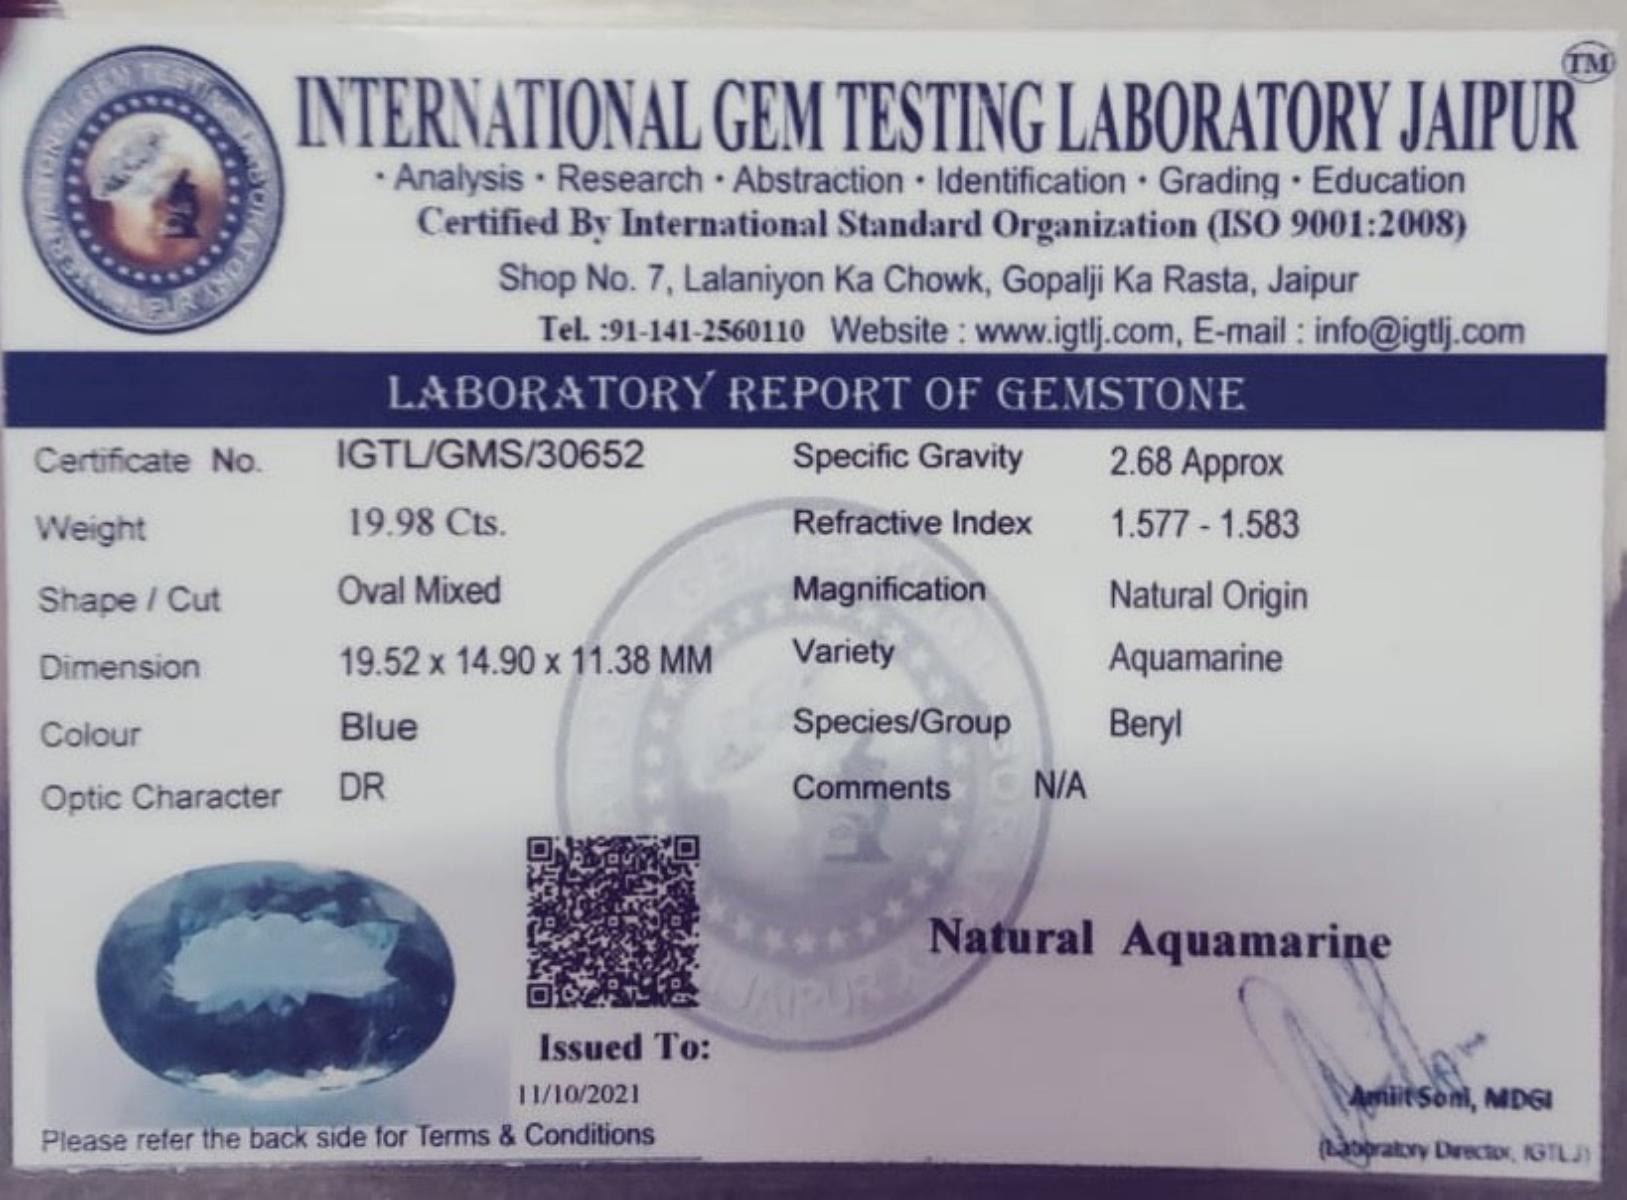 TM
INTERNATIONAL GEM TESTING LABORATORY JAIPUR
· Analysis · Research · Abstraction · Identification · Grading · Education
Certified By International Standard Organization (ISO 9001:2008)
Shop No. 7, Lalaniyon Ka Chowk, Gopalji Ka Rasta, Jaipur
Tel. :91-141-2560110 Website : www.igtlj.com, E-mail : info@igtlj.com
LABORATORY REPORT OF GEMSTONE
Certificate No. IGTL/GMS/30652 Specific Gravity 2.68 Approx
Weight 19.98 Cts. Refractive Index 1.577 - 1.583
Shape / Cut Oval Mixed Magnification Natural Origin
Dimension 19.52 x 14.90 x 11.38 MM Variety Aquamarine
Colour Blue Species/Group Beryl
Optic Character DR Comments N/A
Natural Aquamarine
Issued To:
11/10/2021
Amiit Soni, MDGI
Please refer the back side for Terms & Conditions
(Laboratory Director, IGTLJ)